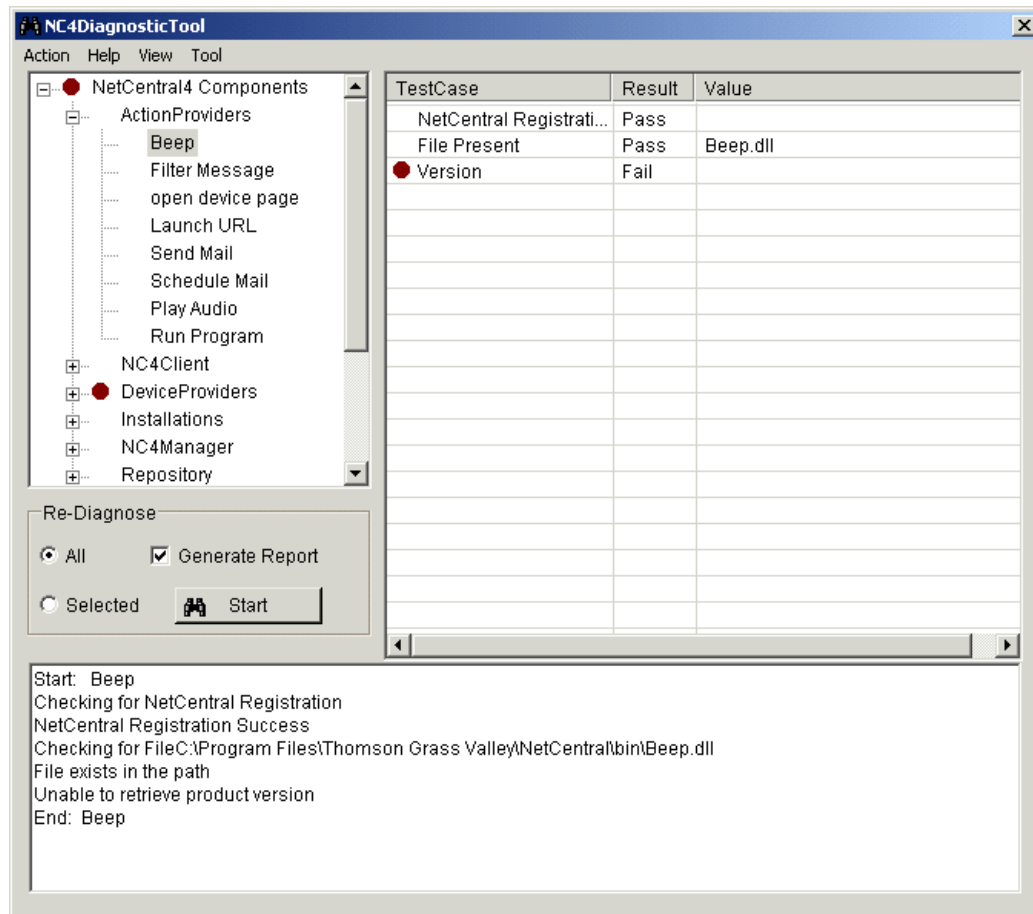 NC4DiagnosticTool
Action Help View Tool
NetCentral4 Components
ActionProviders
Beep
Filter Message
open device page
Launch URL
Send Mail
Schedule Mail
Play Audio
Run Program
NC4Client
DeviceProviders
Installations
NC4Manager
Repository
TestCase Result Value
NetCentral Registrati... Pass
File Present Pass Beep.dll
Version Fail
Re-Diagnose
All Generate Report
Selected Start
Start: Beep
Checking for NetCentral Registration
NetCentral Registration Success
Checking for FileC:\Program Files\Thomson Grass Valley\NetCentral\bin\Beep.dll
File exists in the path
Unable to retrieve product version
End: Beep